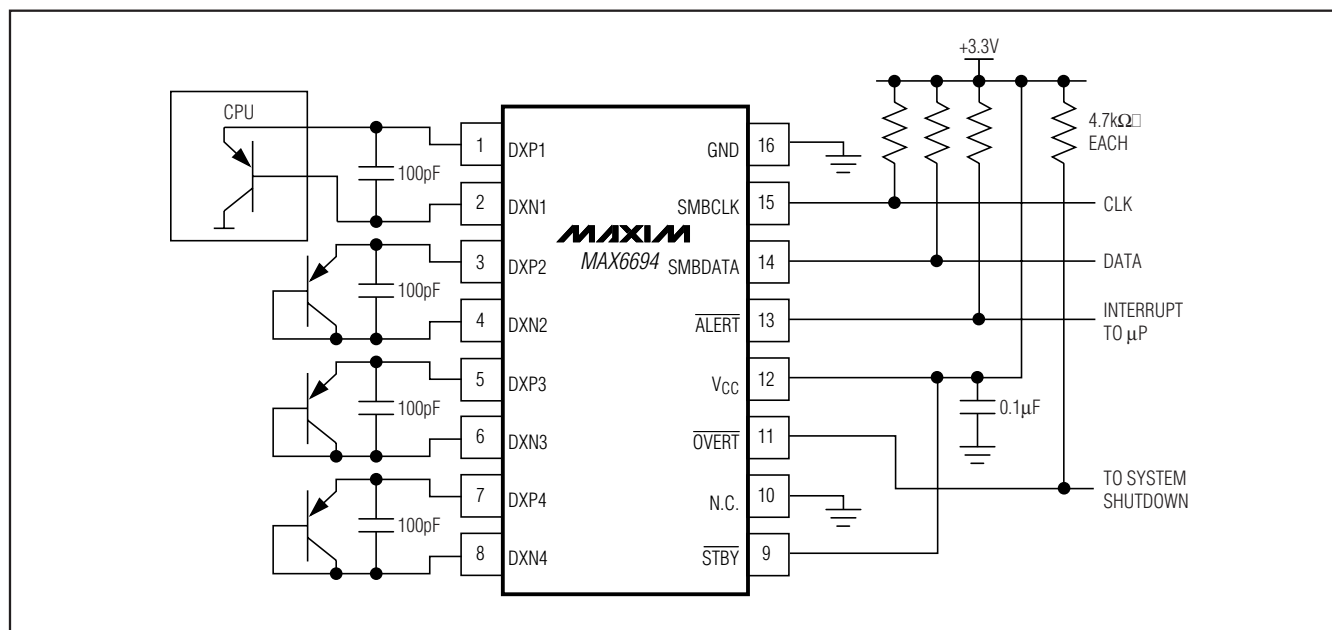 +3.3V
CPU
4.7kΩ
EACH
1
DXP1
GND
16
100pF
2
DXN1
SMBCLK
15
CLK
MAXIM
MAX6694
3
DXP2
SMBDATA
14
DATA
100pF
4
DXN2
ALERT
13
INTERRUPT
TO μP
5
DXP3
VCC
12
100pF
0.1μF
6
DXN3
OVERT
11
7
DXP4
N.C.
10
TO SYSTEM
SHUTDOWN
100pF
8
DXN4
STBY
9